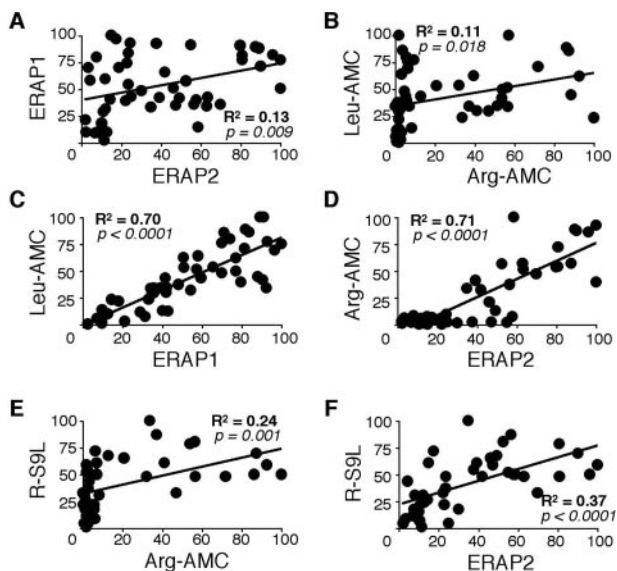 A
100
75
50
25
ERAP1
R² = 0.13
p = 0.009
0 20 40 60 80 100
ERAP2
B
100
75
50
25
Leu-AMC
R² = 0.11
p = 0.018
0 20 40 60 80 100
Arg-AMC
C
100
75
50
25
Leu-AMC
R² = 0.70
p < 0.0001
0 20 40 60 80 100
ERAP1
D
100
75
50
25
Arg-AMC
R² = 0.71
p < 0.0001
0 20 40 60 80 100
ERAP2
E
100
75
50
25
R-S9L
R² = 0.24
p = 0.001
0 20 40 60 80 100
Arg-AMC
F
100
75
50
25
R-S9L
R² = 0.37
p < 0.0001
0 20 40 60 80 100
ERAP2